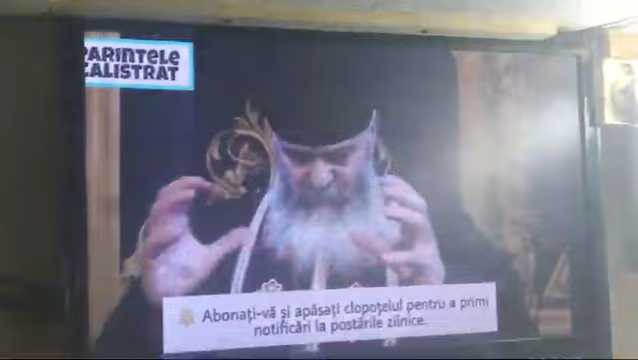 PARINTELE
CALISTRAT
Abonați-vă și apăsați clopoțelul pentru a primi
notificări la postările zilnice.